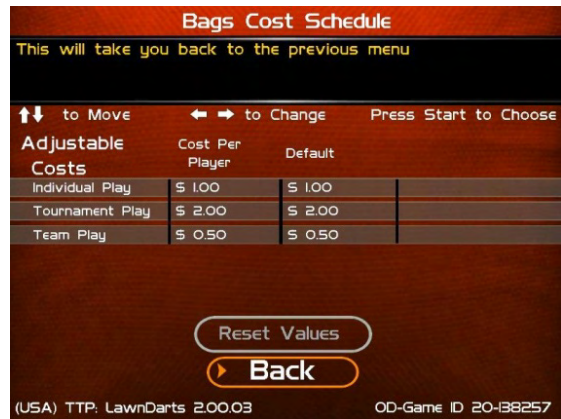 Bags Cost Schedule
This will take you back to the previous menu
⬆⬇ to Move ⬅ ➡ to Change Press Start to Choose
Adjustable Costs Cost Per Player Default
Individual Play $ 1.00 $ 1.00
Tournament Play $ 2.00 $ 2.00
Team Play $ 0.50 $ 0.50
Reset Values
Back
(USA) TTP: LawnDarts 2.00.03 OD-Game ID 20-138257